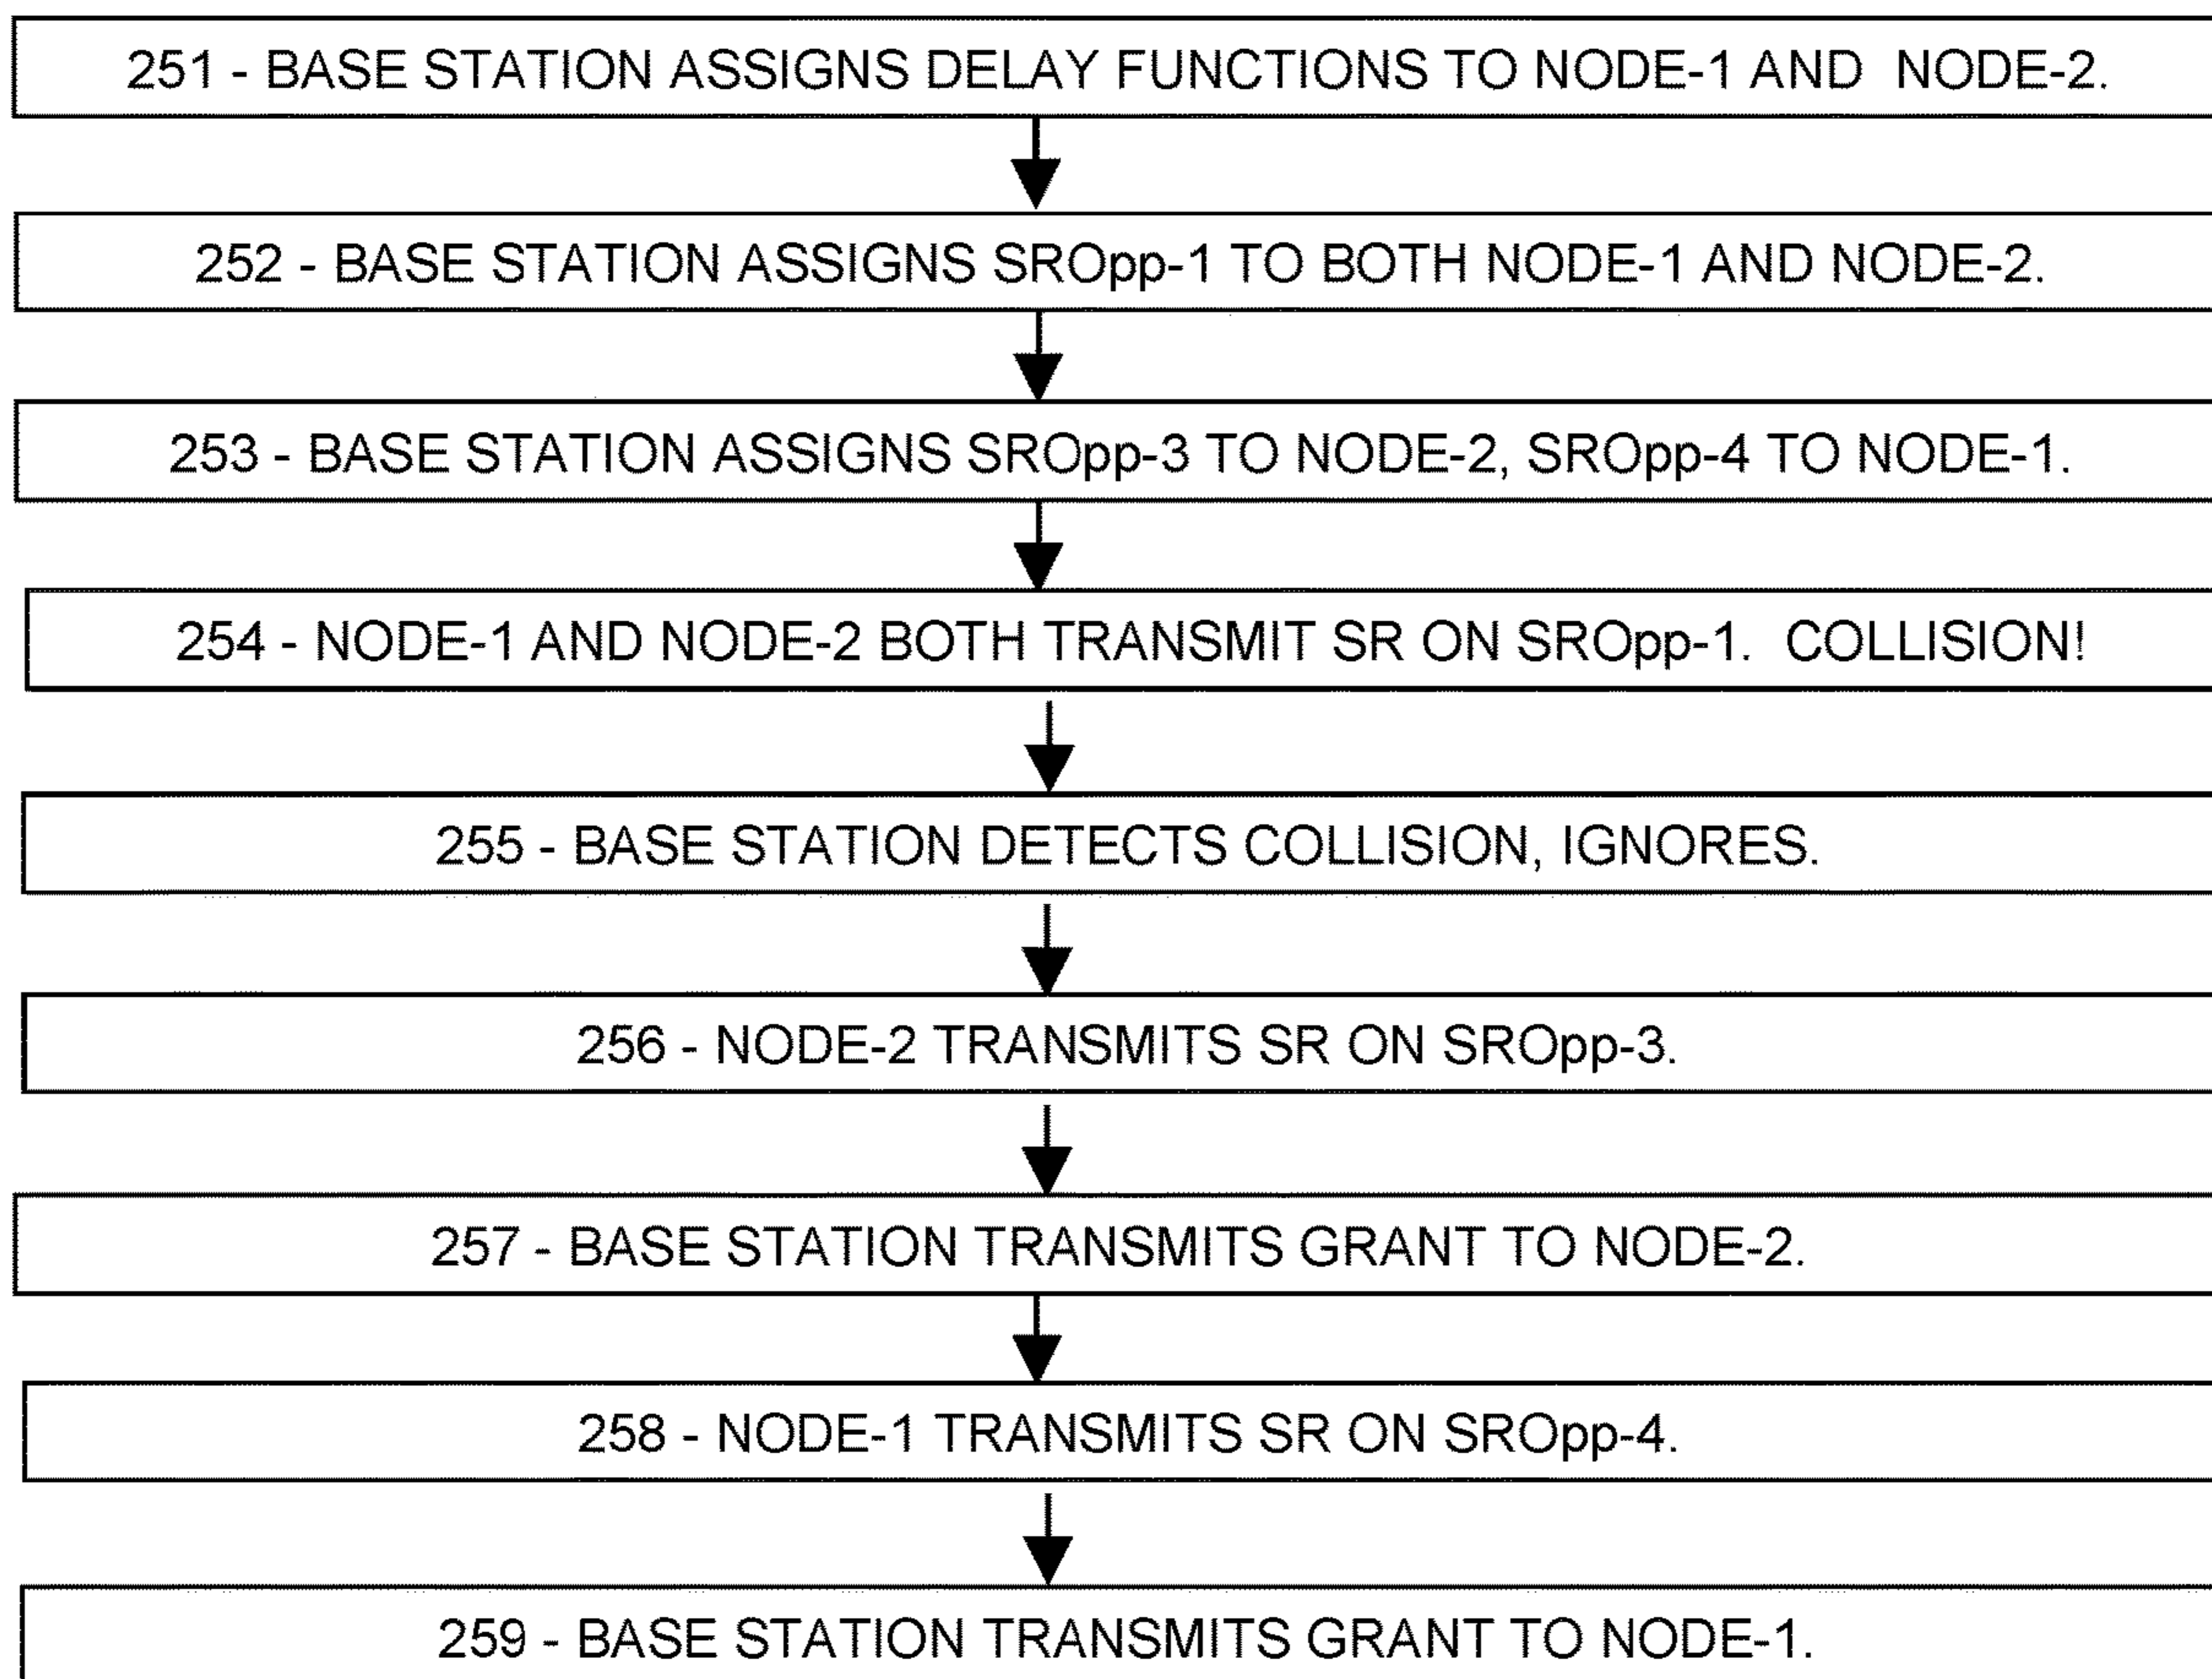 251 - BASE STATION ASSIGNS DELAY FUNCTIONS TO NODE-1 AND NODE-2.
252 - BASE STATION ASSIGNS SROpp-1 TO BOTH NODE-1 AND NODE-2.
253 - BASE STATION ASSIGNS SROpp-3 TO NODE-2, SROpp-4 TO NODE-1.
254 - NODE-1 AND NODE-2 BOTH TRANSMIT SR ON SROpp-1. COLLISION!
255 - BASE STATION DETECTS COLLISION, IGNORES.
256 - NODE-2 TRANSMITS SR ON SROpp-3.
257 - BASE STATION TRANSMITS GRANT TO NODE-2.
258 - NODE-1 TRANSMITS SR ON SROpp-4.
259 - BASE STATION TRANSMITS GRANT TO NODE-1.